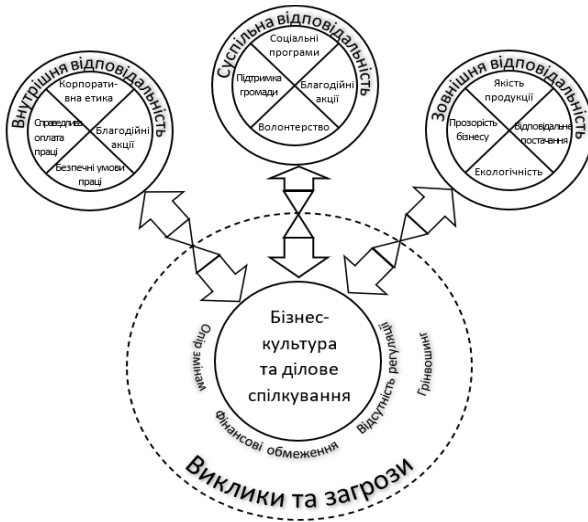 Внутрішня відповідальність
Корпорати-
вна етика
Справедлива
оплата
праці
Благодійні
акції
Безпечні умови
праці
Суспільна відповідальність
Соціальні
програми
Підтримка
громади
Благодійні
акції
Волонтерство
Зовнішня відповідальність
Якість
продукції
Прозорість
бізнесу
Відповідальне
постачання
Екологічність
Бізнес-
культура
та ділове
спілкування
Опір змінам
Фінансові обмеження
Відсутність регуляції
Грінвошинг
Виклики та загрози